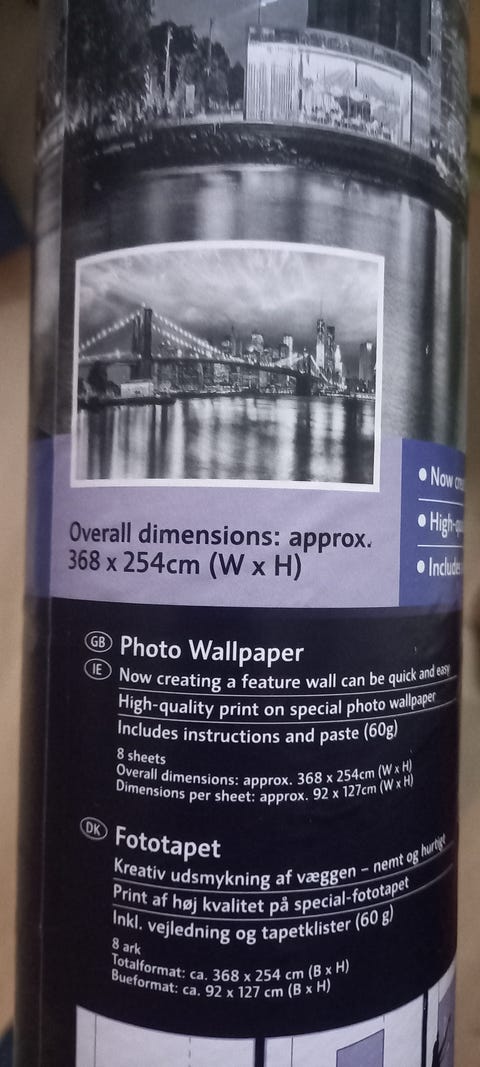 Overall dimensions: approx.
368 x 254cm (W x H)
• Now
• High-
• Includes
GB IE Photo Wallpaper
Now creating a feature wall can be quick and easy
High-quality print on special photo wallpaper
Includes instructions and paste (60g)
8 sheets
Overall dimensions: approx. 368 x 254cm (W x H)
Dimensions per sheet: approx. 92 x 127cm (W x H)
DK Fototapet
Kreativ udsmykning af væggen – nemt og hurtigt
Print af høj kvalitet på special-fototapet
Inkl. vejledning og tapetklister (60 g)
8 ark
Totalformat: ca. 368 x 254 cm (B x H)
Bueformat: ca. 92 x 127 cm (B x H)